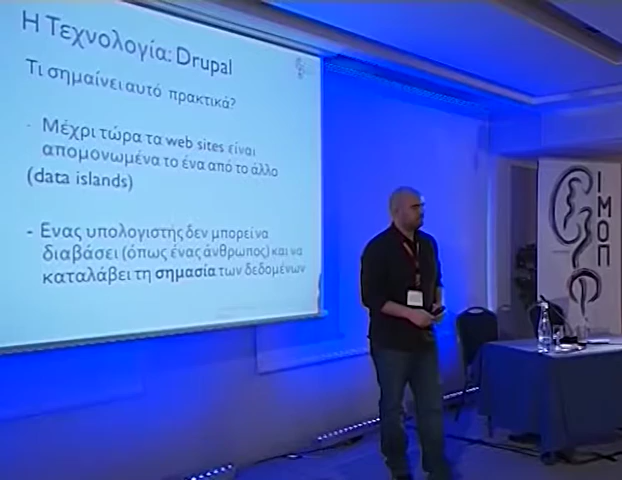 Η Τεχνολογία: Drupal
Τι σημαίνει αυτό πρακτικά?
- Μέχρι τώρα τα web sites είναι
απομονωμένα το ένα από το άλλο
(data islands)
- Ενας υπολογιστής δεν μπορεί να
διαβάσει (όπως ένας άνθρωπος) και να
καταλάβει τη σημασία των δεδομένων
ΙΜΟΠ